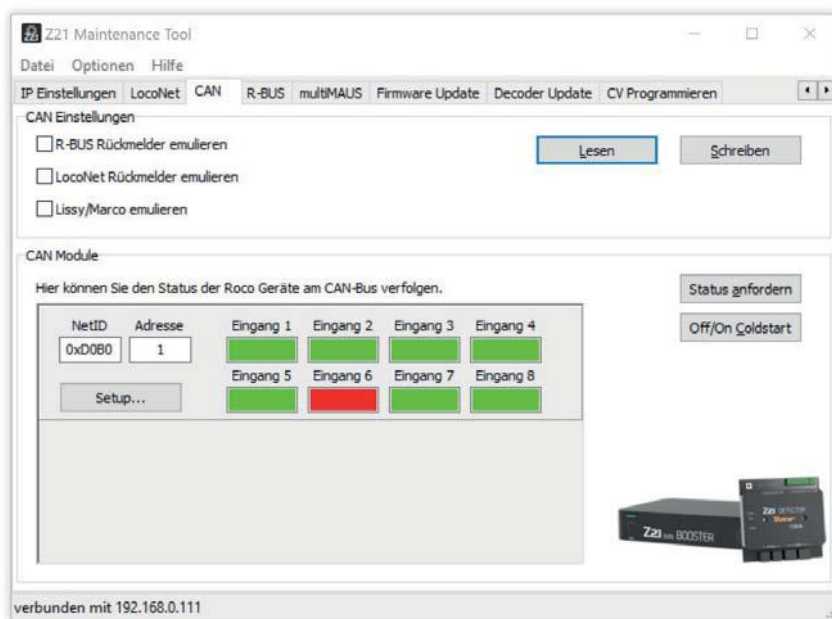 Z21 Maintenance Tool
Datei Optionen Hilfe
IP Einstellungen LocoNet CAN R-BUS multiMAUS Firmware Update Decoder Update CV Programmieren
CAN Einstellungen
R-BUS Rückmelder emulieren
Lesen Schreiben
LocoNet Rückmelder emulieren
Lissy/Marco emulieren
CAN Module
Hier können Sie den Status der Roco Geräte am CAN-Bus verfolgen.
Status anfordern
NetID Adresse Eingang 1 Eingang 2 Eingang 3 Eingang 4
Off/On Coldstart
0xD0B0 1
Eingang 5 Eingang 6 Eingang 7 Eingang 8
Setup...
Z21 DETECTOR
Z21 BOOSTER
verbunden mit 192.168.0.111